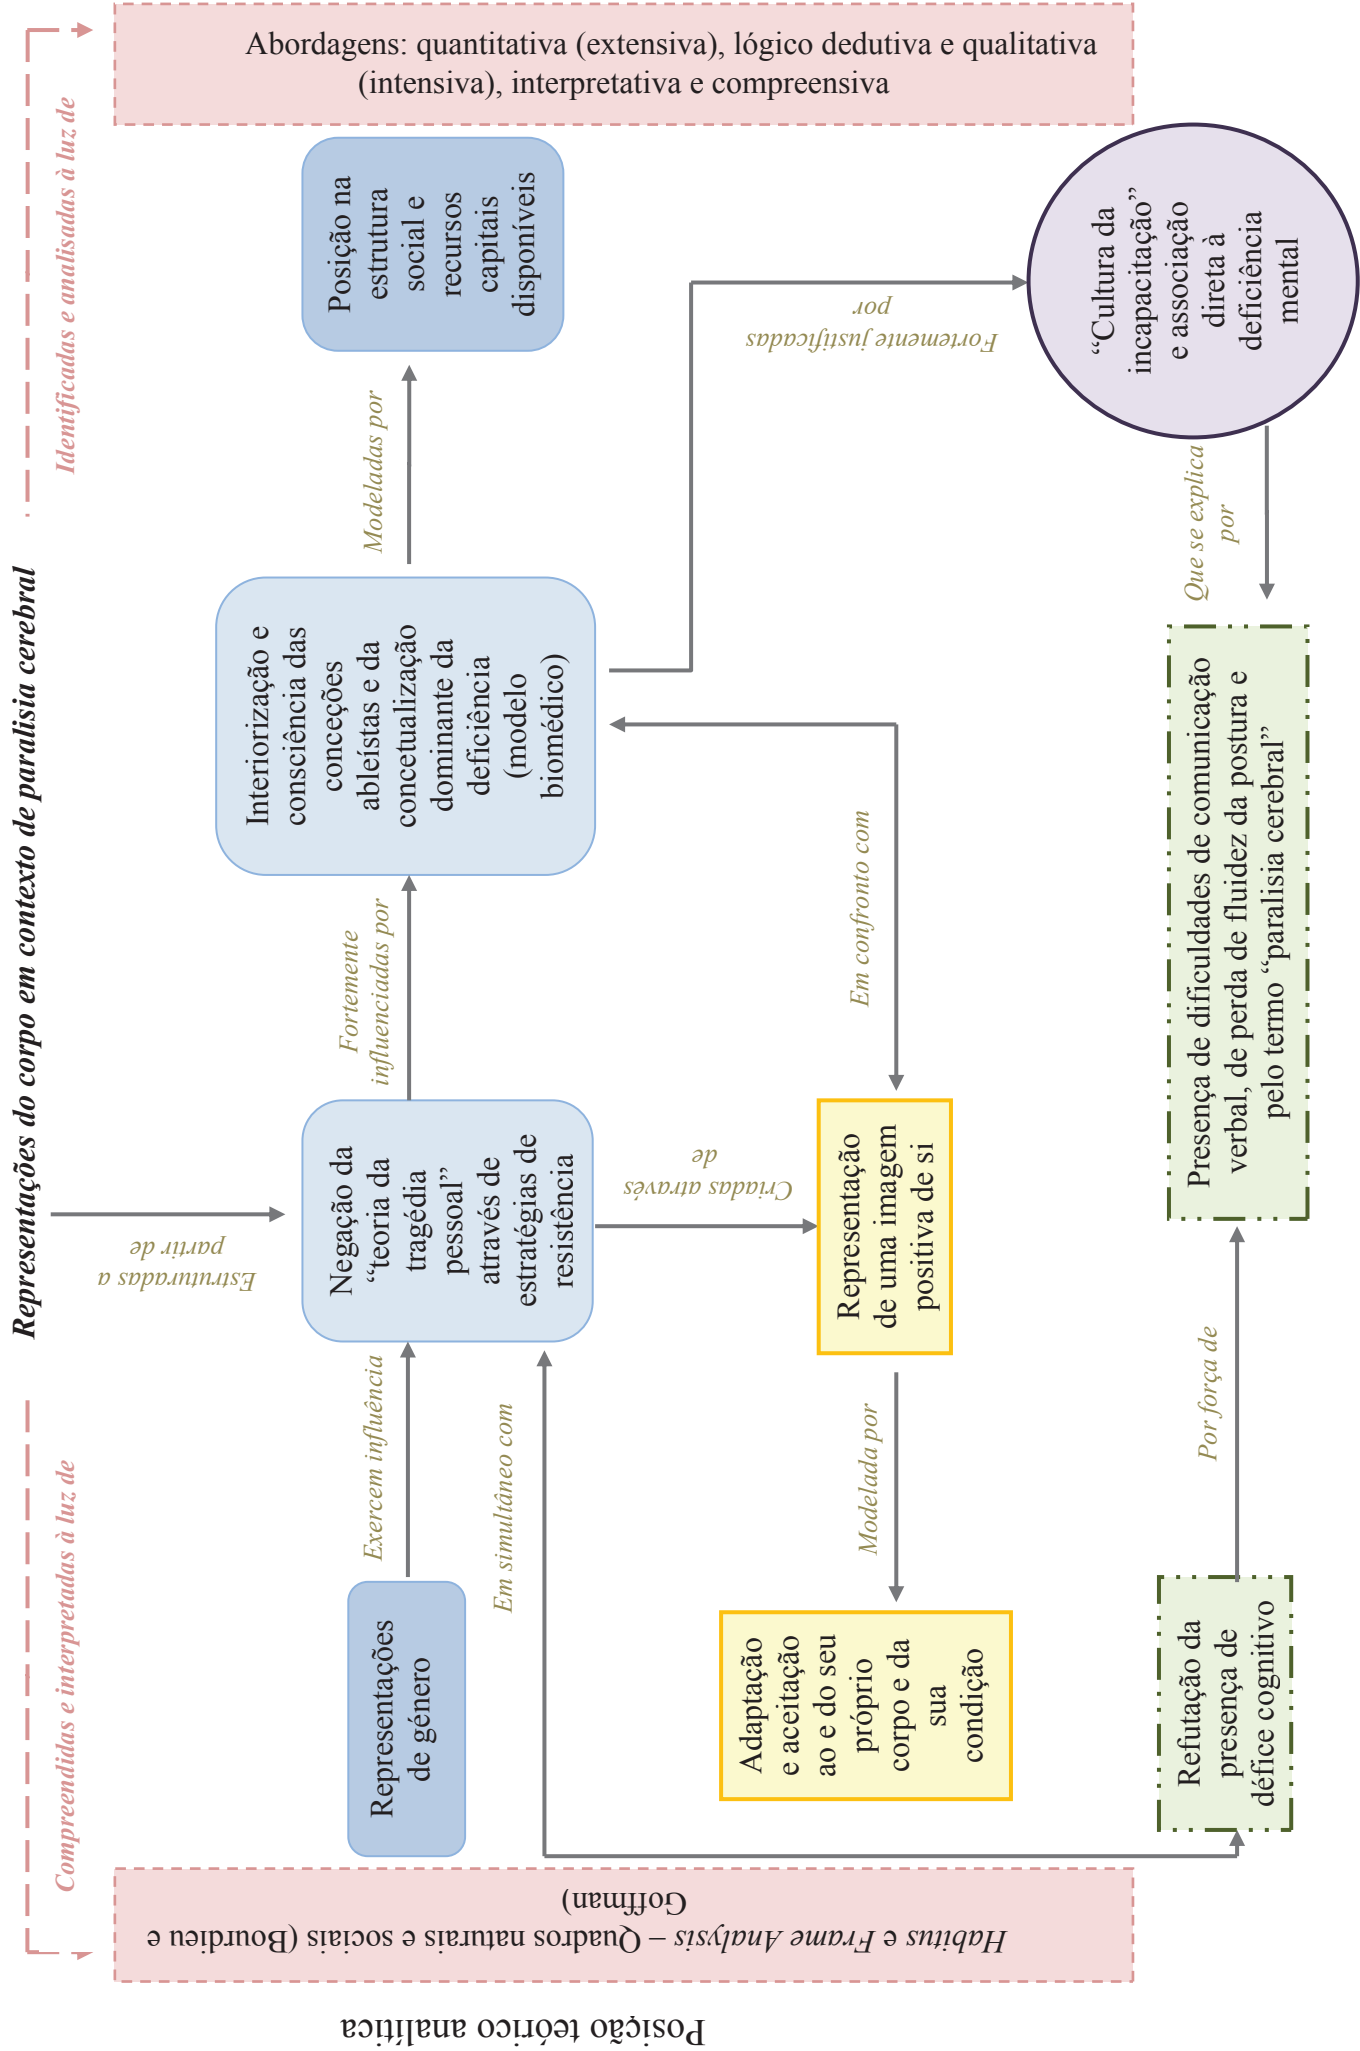 Representações do corpo em contexto de paralisia cerebral
Compreendidas e interpretadas à luz de
Identificadas e analisadas à luz de
Posição teórico analítica
Habitus e Frame Analysis – Quadros naturais e sociais (Bourdieu e
Goffman)
Abordagens: quantitativa (extensiva), lógico dedutiva e qualitativa
(intensiva), interpretativa e compreensiva
Estruturadas a
partir de
Representações
de género
Exercem influência
Negação da
“teoria da
tragédia
pessoal”
através de
estratégias de
resistência
Fortemente
influenciadas por
Interiorização e
consciência das
conceções
ableístas e da
concetualização
dominante da
deficiência
(modelo
biomédico)
Modeladas por
Posição na
estrutura
social e
recursos
capitais
disponíveis
Em simultâneo com
Criadas através
de
Em confronto com
Fortemente justificadas
por
Adaptação
e aceitação
ao e do seu
próprio
corpo e da
sua
condição
Modelada por
Representação
de uma imagem
positiva de si
“Cultura da
incapacitação”
e associação
direta à
deficiência
mental
Que se explica
por
Refutação da
presença de
défice cognitivo
Por força de
Presença de dificuldades de comunicação
verbal, de perda de fluidez da postura e
pelo termo “paralisia cerebral”